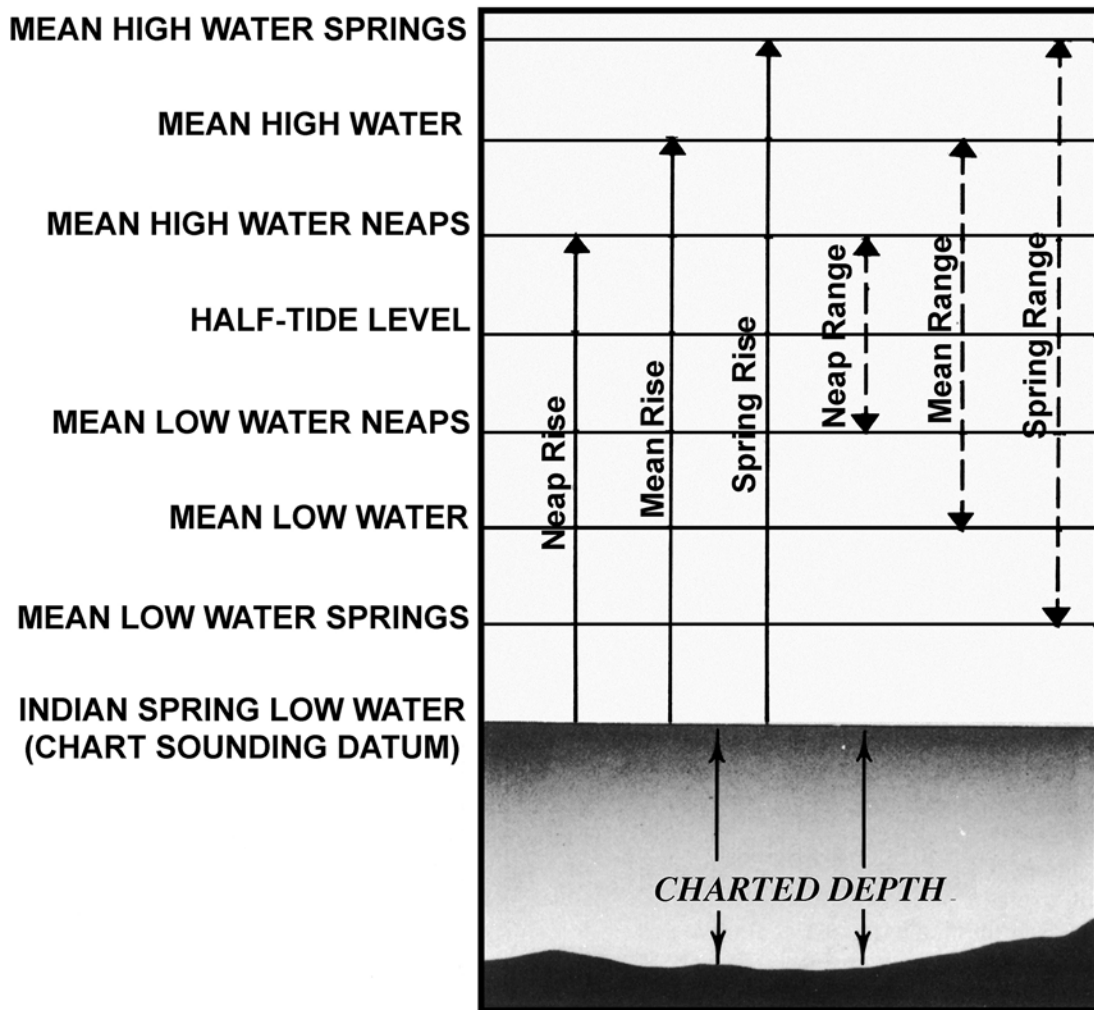 MEAN HIGH WATER SPRINGS
MEAN HIGH WATER
MEAN HIGH WATER NEAPS
HALF-TIDE LEVEL
MEAN LOW WATER NEAPS
MEAN LOW WATER
MEAN LOW WATER SPRINGS
INDIAN SPRING LOW WATER
(CHART SOUNDING DATUM)
Neap Rise
Mean Rise
Spring Rise
Neap Range
Mean Range
Spring Range
CHARTED DEPTH